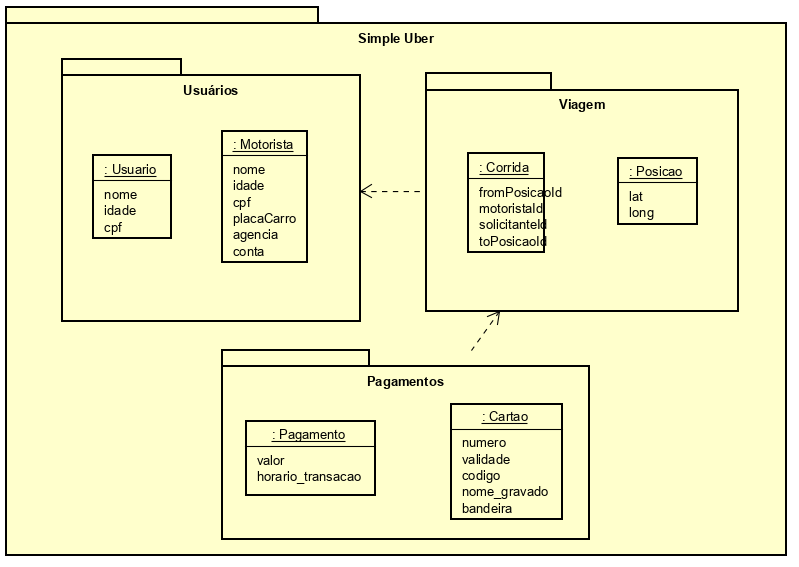 Simple Uber
Usuários
: Usuario
nome
idade
cpf
: Motorista
nome
idade
cpf
placaCarro
agencia
conta
Viagem
: Corrida
fromPosicaoId
motoristaId
solicitanteId
toPosicaoId
: Posicao
lat
long
Pagamentos
: Pagamento
valor
horario_transacao
: Cartao
numero
validade
codigo
nome_gravado
bandeira